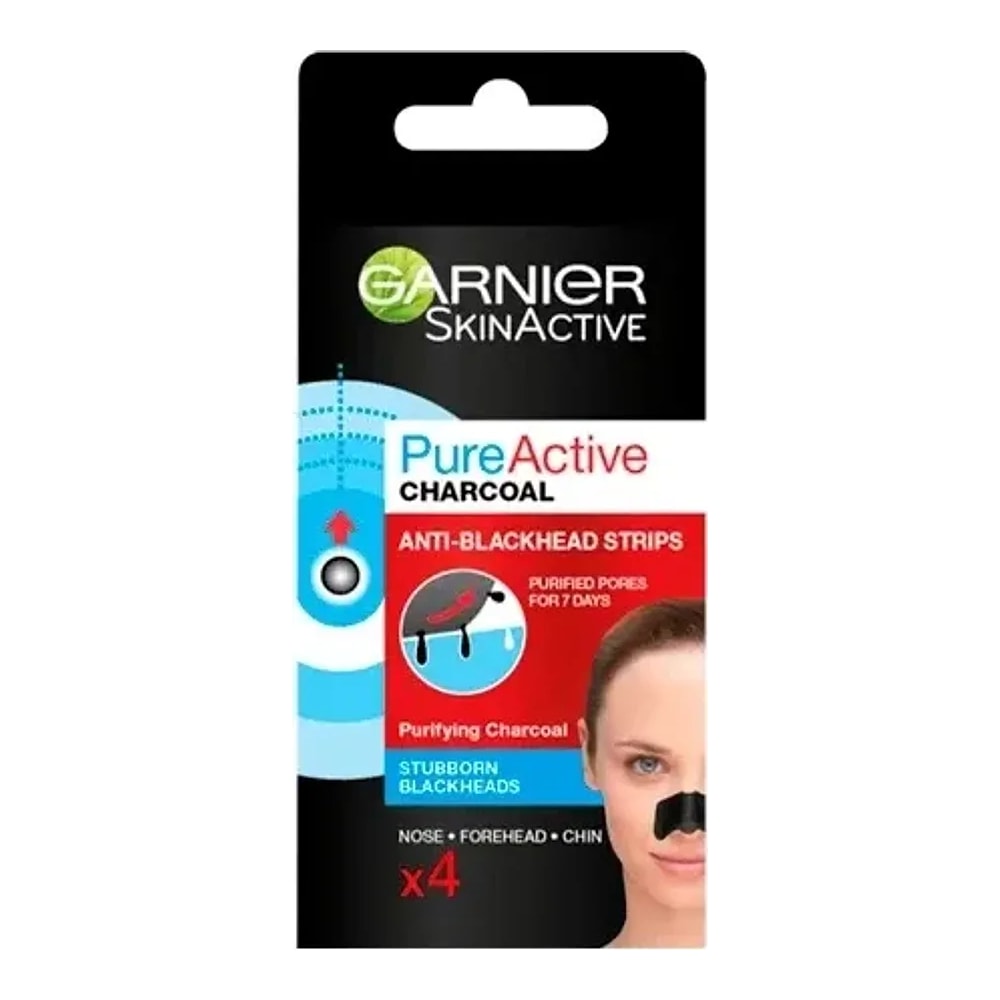 GARNIER
SKINACTIVE
PureActive
CHARCOAL
ANTI-BLACKHEAD STRIPS
PURIFIED PORES
FOR 7 DAYS
Purifying Charcoal
STUBBORN
BLACKHEADS
NOSE • FOREHEAD • CHIN
x4